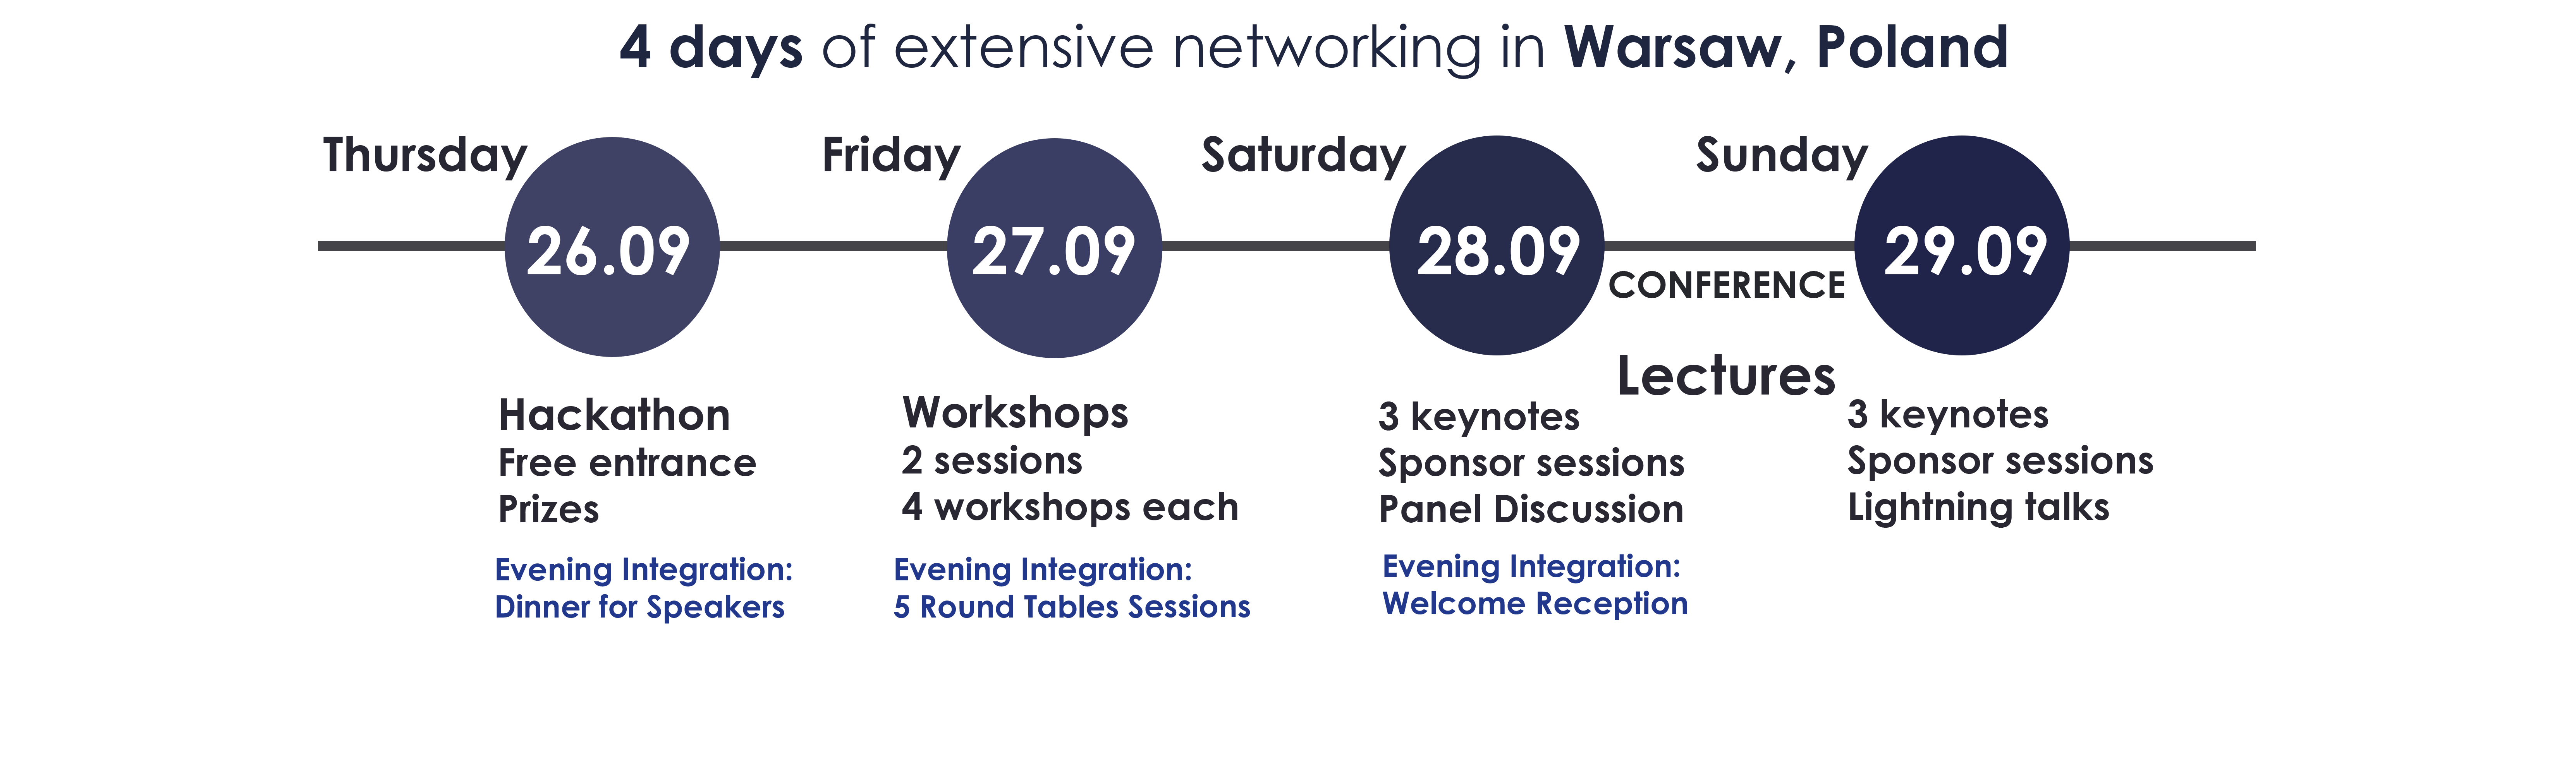 4 days of extensive networking in Warsaw, Poland
Thursday
26.09
Hackathon
Free entrance
Prizes
Evening Integration:
Dinner for Speakers
Friday
27.09
Workshops
2 sessions
4 workshops each
Evening Integration:
5 Round Tables Sessions
Saturday
28.09
CONFERENCE
Lectures
3 keynotes
Sponsor sessions
Panel Discussion
Evening Integration:
Welcome Reception
Sunday
29.09
3 keynotes
Sponsor sessions
Lightning talks